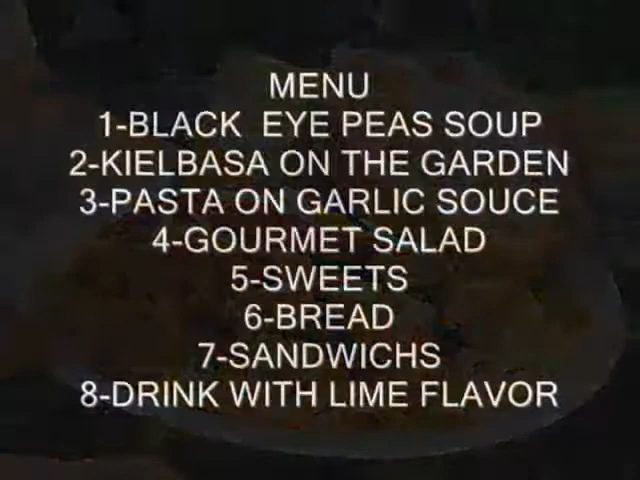 MENU
1-BLACK EYE PEAS SOUP
2-KIELBASA ON THE GARDEN
3-PASTA ON GARLIC SOUCE
4-GOURMET SALAD
5-SWEETS
6-BREAD
7-SANDWICHS
8-DRINK WITH LIME FLAVOR